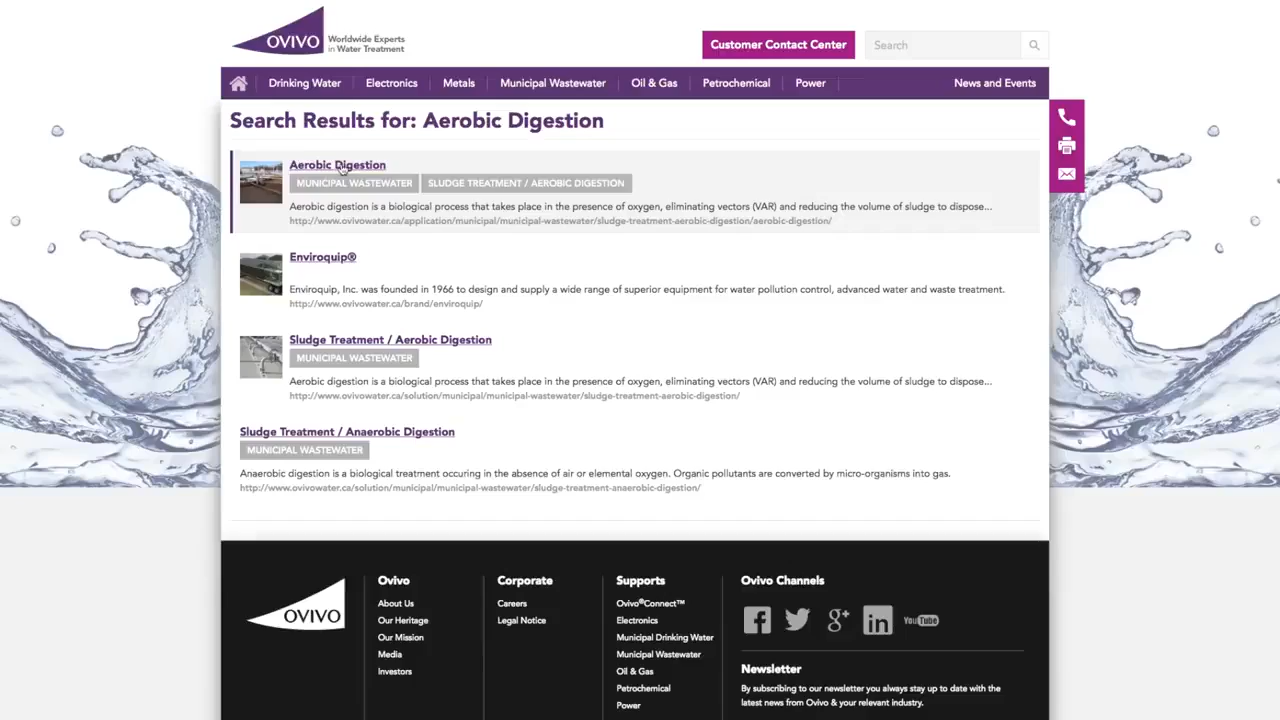 OVIVO
Worldwide Experts
in Water Treatment
Customer Contact Center
Search
Drinking Water
Electronics
Metals
Municipal Wastewater
Oil & Gas
Petrochemical
Power
News and Events
Search Results for: Aerobic Digestion
Aerobic Digestion
MUNICIPAL WASTEWATER
SLUDGE TREATMENT / AEROBIC DIGESTION
Aerobic digestion is a biological process that takes place in the presence of oxygen, eliminating vectors (VAR) and reducing the volume of sludge to dispose...
http://www.ovivowater.ca/application/municipal/municipal-wastewater/sludge-treatment-aerobic-digestion/aerobic-digestion/
Enviroquip®
Enviroquip, Inc. was founded in 1966 to design and supply a wide range of superior equipment for water pollution control, advanced water and waste treatment.
http://www.ovivowater.ca/brand/enviroquip/
Sludge Treatment / Aerobic Digestion
MUNICIPAL WASTEWATER
Aerobic digestion is a biological process that takes place in the presence of oxygen, eliminating vectors (VAR) and reducing the volume of sludge to dispose...
http://www.ovivowater.ca/solution/municipal/municipal-wastewater/sludge-treatment-aerobic-digestion/
Sludge Treatment / Anaerobic Digestion
MUNICIPAL WASTEWATER
Anaerobic digestion is a biological treatment occuring in the absence of air or elemental oxygen. Organic pollutants are converted by micro-organisms into gas.
http://www.ovivowater.ca/solution/municipal/municipal-wastewater/sludge-treatment-anaerobic-digestion/
OVIVO
Ovivo
About Us
Our Heritage
Our Mission
Media
Investors
Corporate
Careers
Legal Notice
Supports
Ovivo®Connect™
Electronics
Municipal Drinking Water
Municipal Wastewater
Oil & Gas
Petrochemical
Power
Ovivo Channels
YouTube
Newsletter
By subscribing to our newsletter you always stay up to date with the
latest news from Ovivo & your relevant industry.